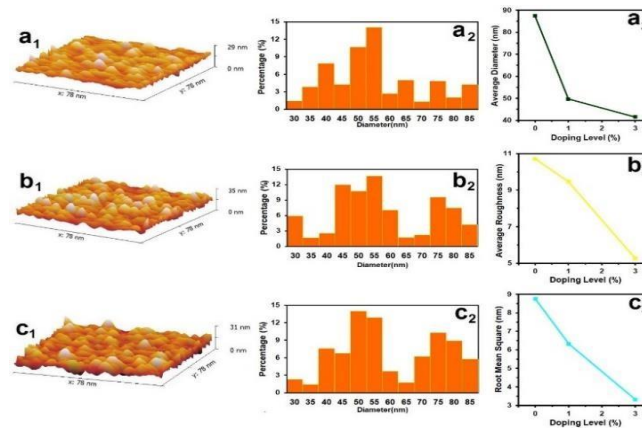 a1
29 nm
0 nm
x: 78 nm
y: 78 nm
a2
Percentage (%)
15
12
9
6
3
0
30 35 40 45 50 55 60 65 70 75 80 85
Diameter(nm)
a
Average Diameter (nm)
90
80
70
60
50
40
0 1 2 3
Doping Level (%)
b1
35 nm
0 nm
x: 78 nm
y: 78 nm
b2
Percentage (%)
15
12
9
6
3
0
30 35 40 45 50 55 60 65 70 75 80 85
Diameter(nm)
b
Average Roughness (nm)
11
9
7
5
0 1 2 3
Doping Level (%)
c1
31 nm
0 nm
x: 78 nm
y: 78 nm
c2
Percentage (%)
15
12
9
6
3
0
30 35 40 45 50 55 60 65 70 75 80 85
Diameter(nm)
c
Root Mean Square (nm)
9
8
7
6
5
4
3
0 1 2 3
Doping Level (%)